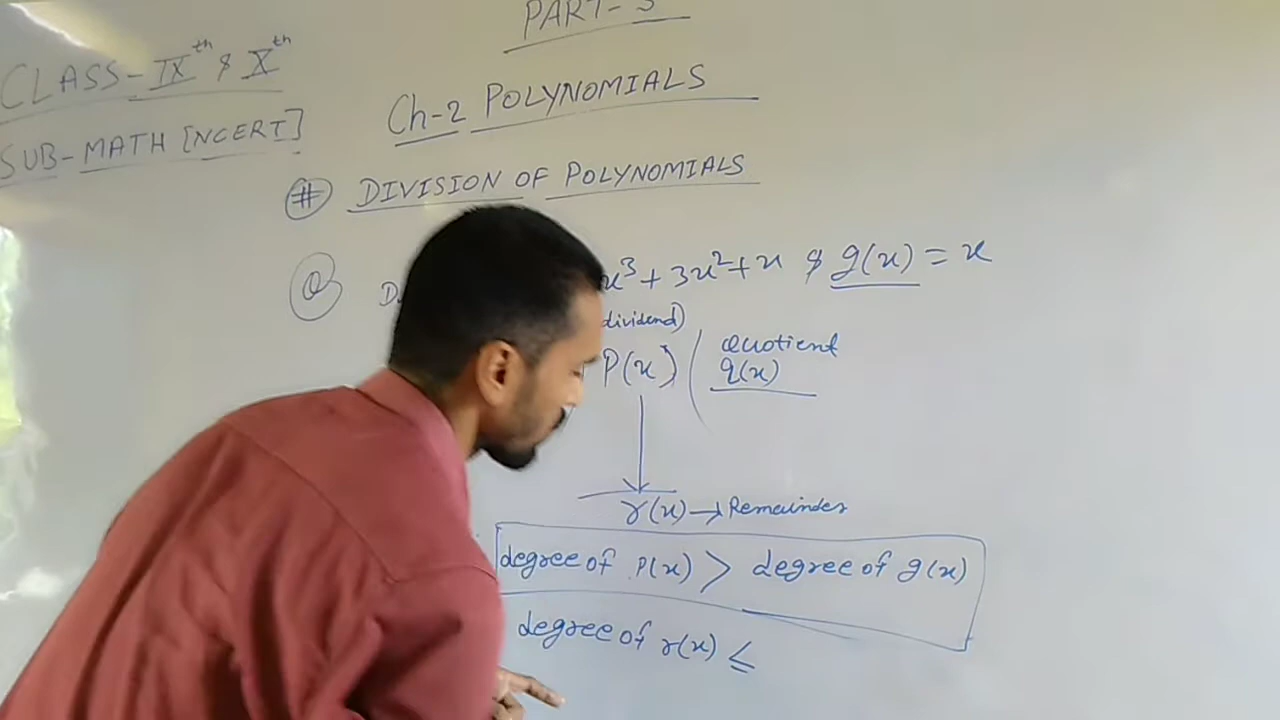 PART-3
CLASS-IXth & Xth
SUB-MATH [NCERT]
Ch-2 POLYNOMIALS
# DIVISION OF POLYNOMIALS
Q x³ + 3x² + x & g(x) = x
dividend)
P(x)
quotient
q(x)
r(x) → Remainder
degree of P(x) > degree of g(x)
degree of r(x) ≤